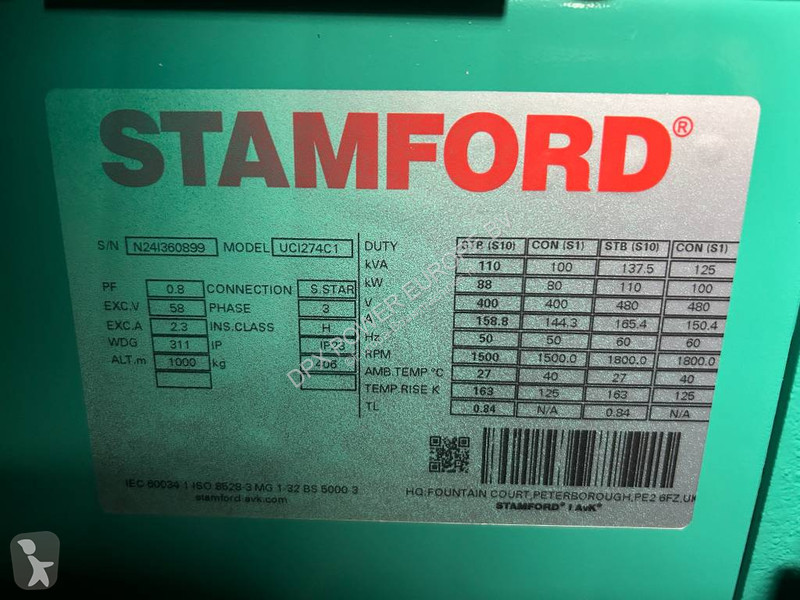 STAMFORD®
S/N N24I360899 MODEL UCI274C1
PF 0.8 CONNECTION S.STAR
EXC.V 58 PHASE 3
EXC.A 2.3 INS.CLASS H
WDG 311 IP IP23
ALT.m 1000 kg 406
DUTY STB (S10) CON (S1) STB (S10) CON (S1)
kVA 110 100 137.5 125
kW 88 80 110 100
V 400 400 480 480
A 158.8 144.3 165.4 150.4
Hz 50 50 60 60
RPM 1500 1500.0 1800.0 1800.0
AMB.TEMP °C 27 40 27 40
TEMP.RISE K 163 125 163 125
TL 0.84 N/A 0.84 N/A
IEC 60034-1 ISO 8528-3 MG 1-32 BS 5000-3
stamford-avk.com
HQ:FOUNTAIN COURT,PETERBOROUGH,PE2 6FZ,UK
STAMFORD® | AvK®
DPX POWER EUROPE BV